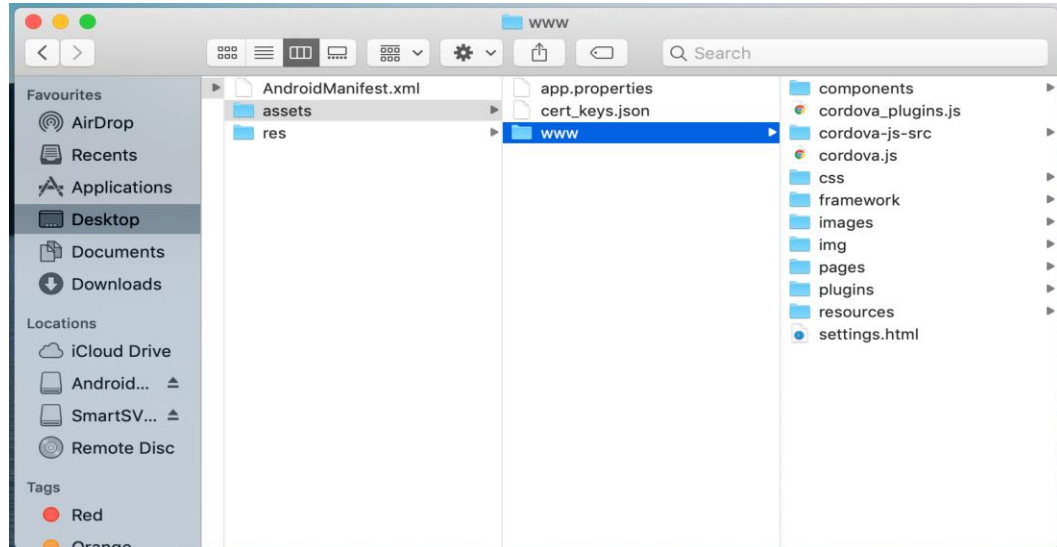 www
Search
Favourites
AirDrop
Recents
Applications
Desktop
Documents
Downloads
Locations
iCloud Drive
Android...
SmartSV...
Remote Disc
Tags
Red
Orange
AndroidManifest.xml
assets
res
app.properties
cert_keys.json
www
components
cordova_plugins.js
cordova-js-src
cordova.js
css
framework
images
img
pages
plugins
resources
settings.html